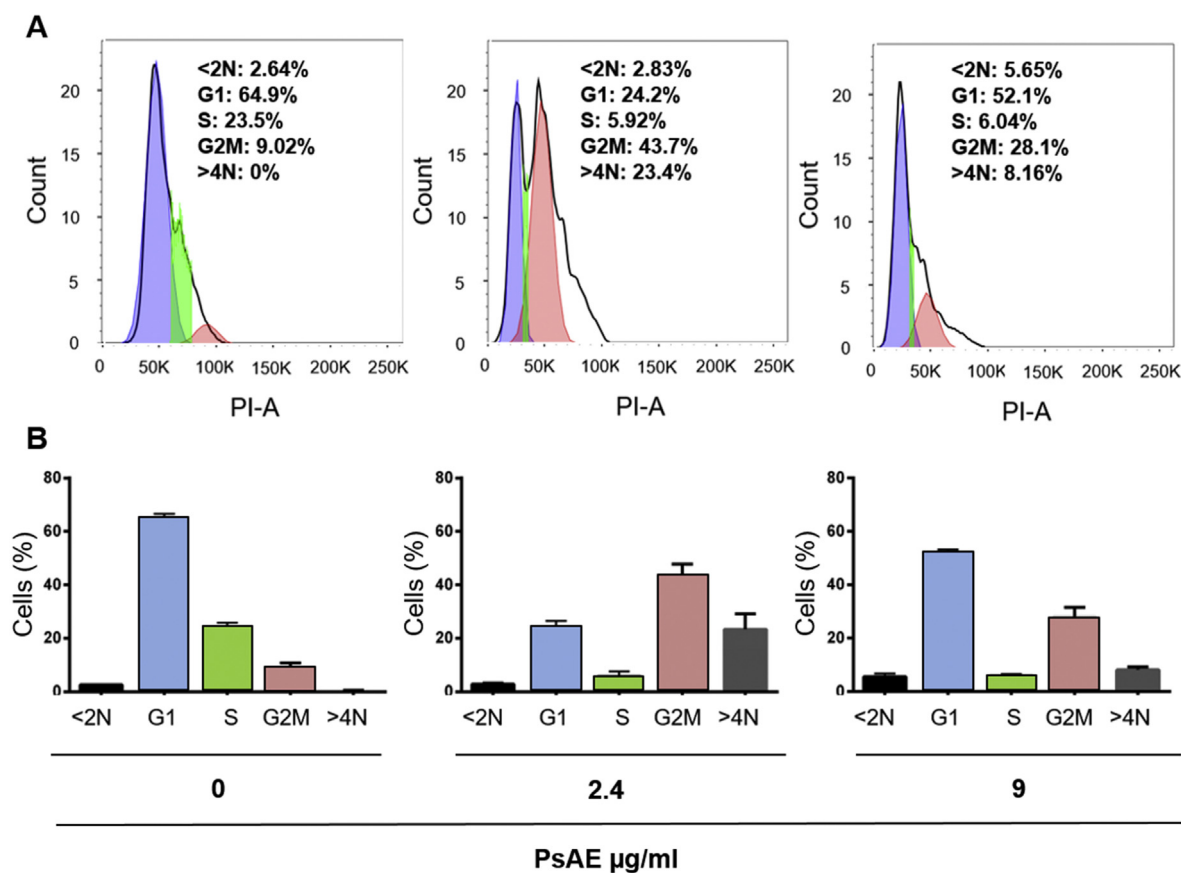 A
<2N: 2.64%
G1: 64.9%
S: 23.5%
G2M: 9.02%
>4N: 0%
20
15
10
5
0
Count
0 50K 100K 150K 200K 250K
PI-A
<2N: 2.83%
G1: 24.2%
S: 5.92%
G2M: 43.7%
>4N: 23.4%
20
15
10
5
0
Count
0 50K 100K 150K 200K 250K
PI-A
<2N: 5.65%
G1: 52.1%
S: 6.04%
G2M: 28.1%
>4N: 8.16%
20
15
10
5
0
Count
0 50K 100K 150K 200K 250K
PI-A
B
80
60
40
20
0
Cells (%)
<2N G1 S G2M >4N
0
80
60
40
20
0
Cells (%)
<2N G1 S G2M >4N
2.4
80
60
40
20
0
Cells (%)
<2N G1 S G2M >4N
9
PsAE µg/ml